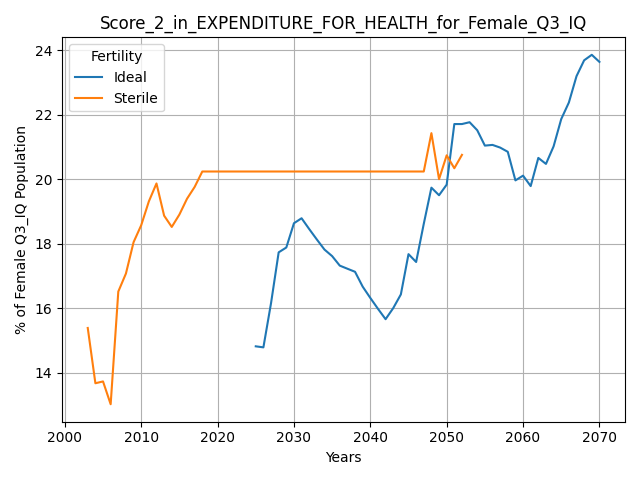 Score_2_in_EXPENDITURE_FOR_HEALTH_for_Female_Q3_IQ
Fertility
Ideal
Sterile
% of Female Q3_IQ Population
24
22
20
18
16
14
2000 2010 2020 2030 2040 2050 2060 2070
Years